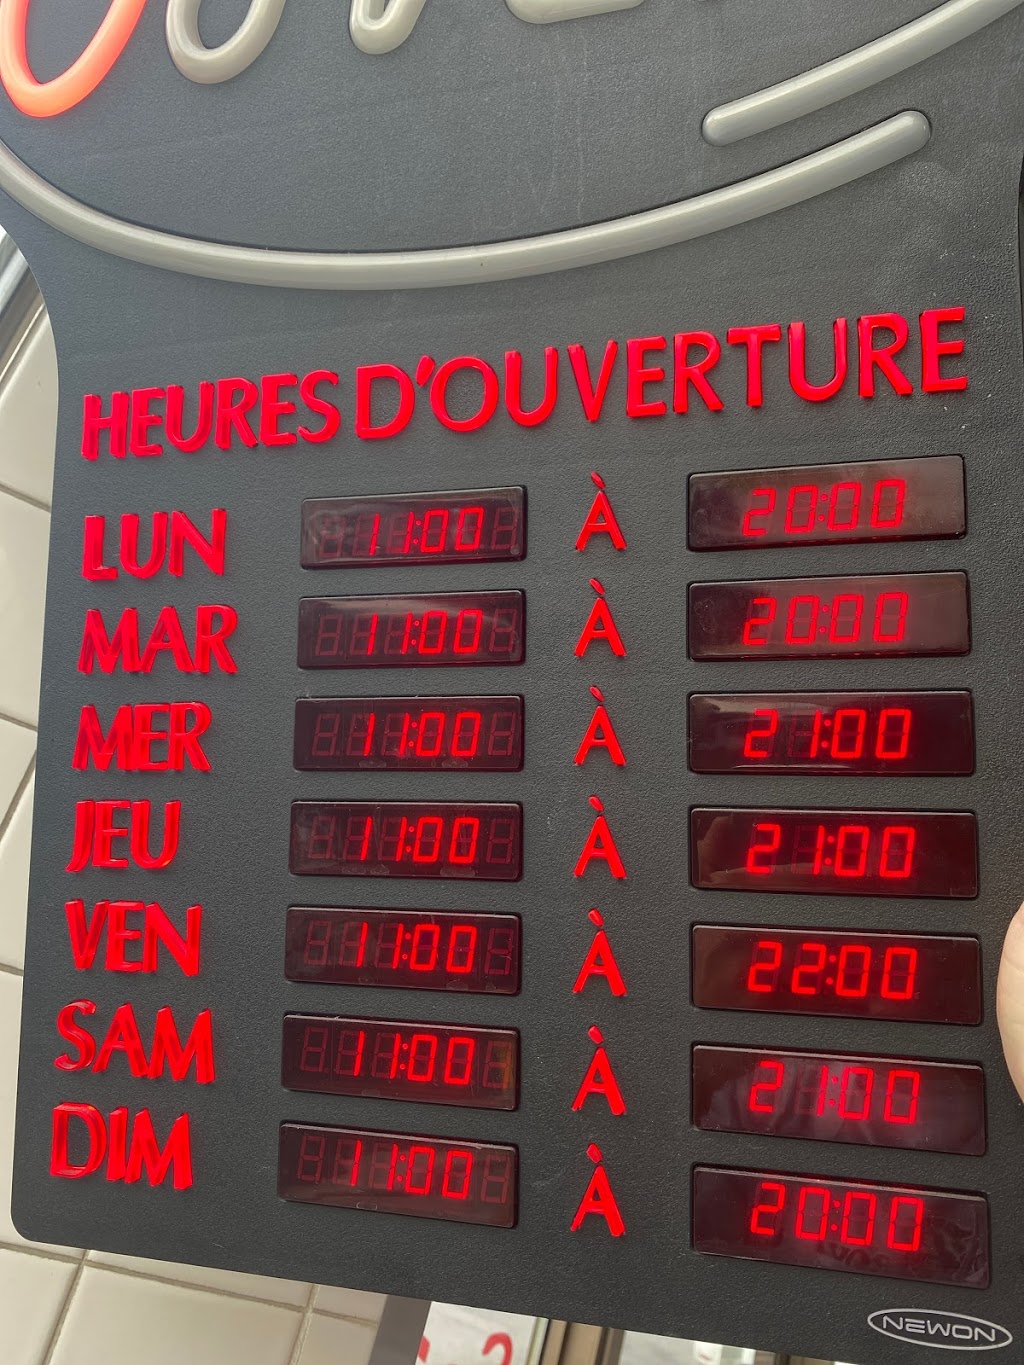 HEURES D'OUVERTURE
LUN 11:00 À 20:00
MAR 11:00 À 20:00
MER 11:00 À 21:00
JEU 11:00 À 21:00
VEN 11:00 À 22:00
SAM 11:00 À 21:00
DIM 11:00 À 20:00
NEWON